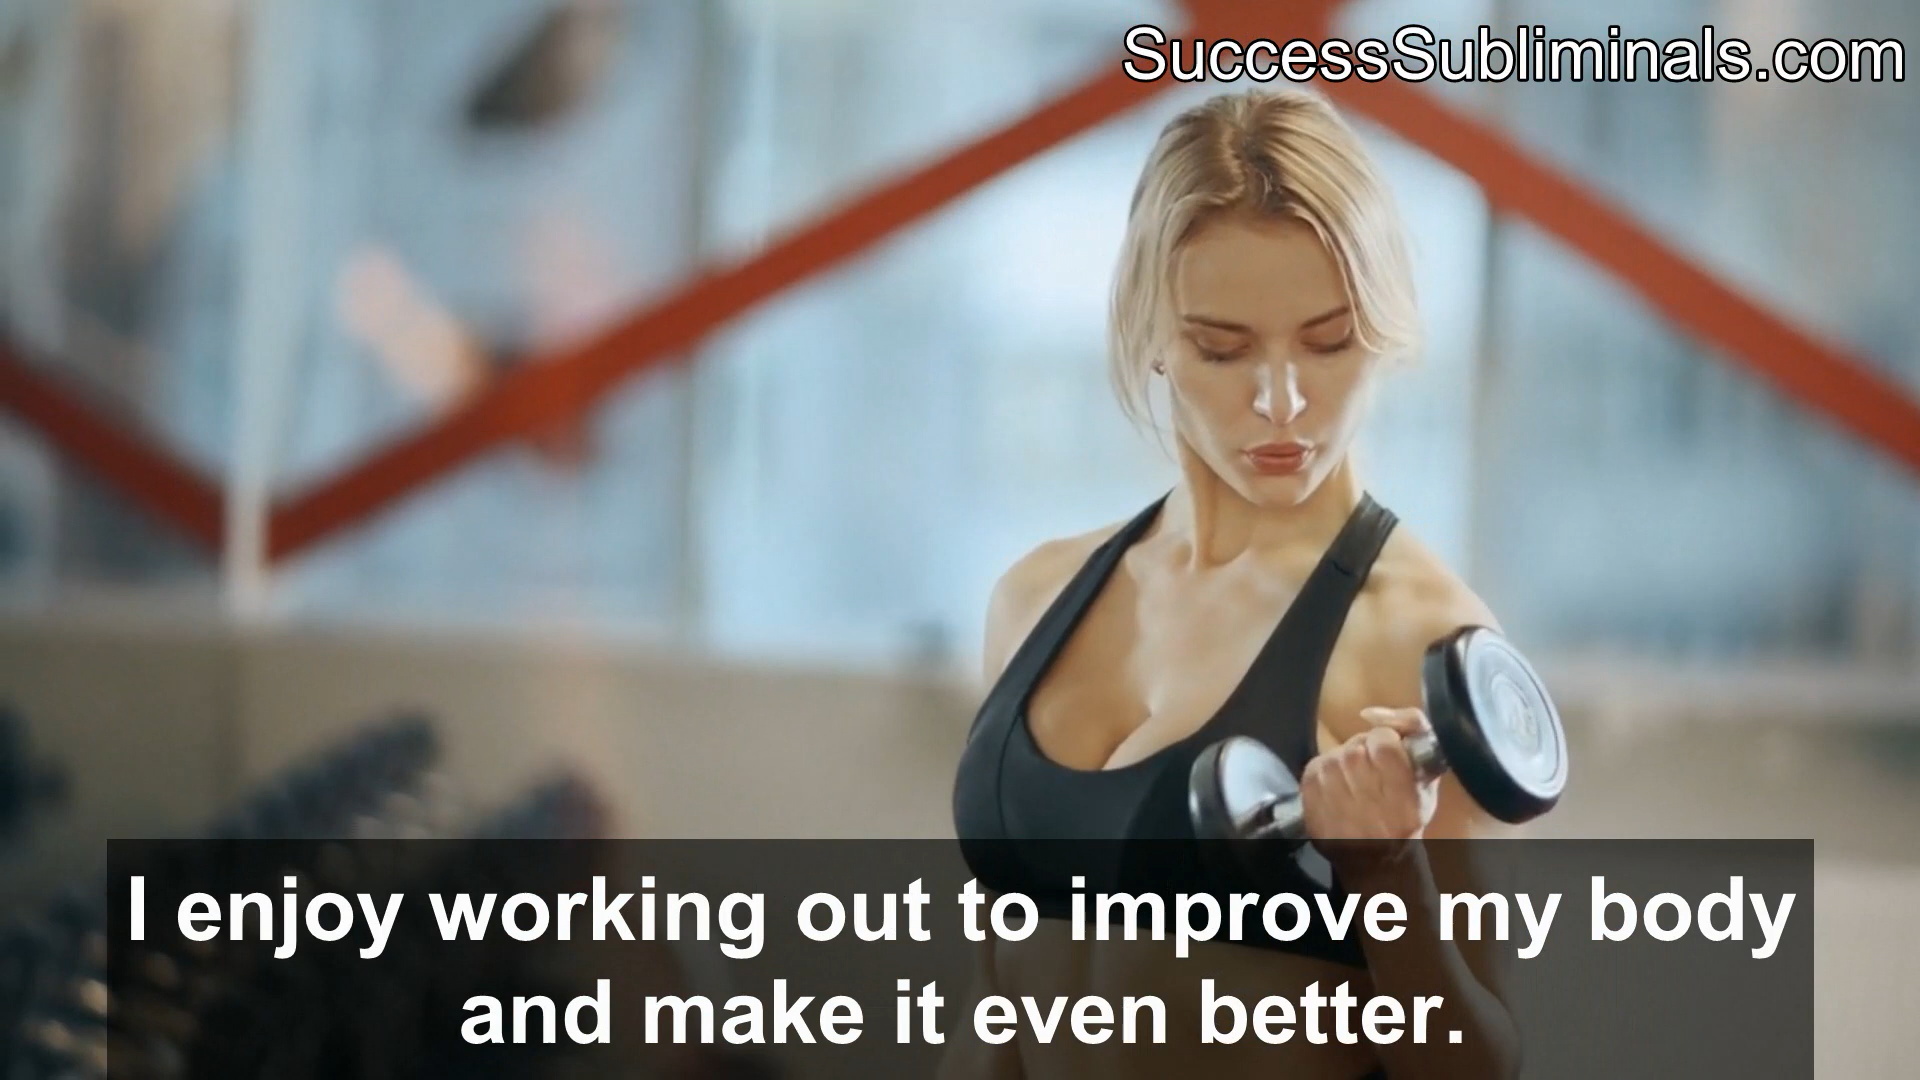 SuccessSubliminals.com
I enjoy working out to improve my body
and make it even better.